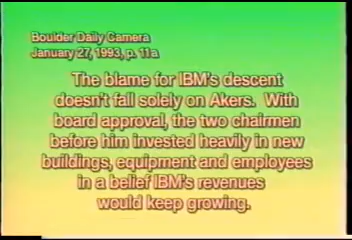 Boulder Daily Camera
January 27, 1993, p. 11a
The blame for IBM's descent
doesn't fall solely on Akers. With
board approval, the two chairmen
before him invested heavily in new
buildings, equipment and employees
in a belief IBM's revenues
would keep growing.